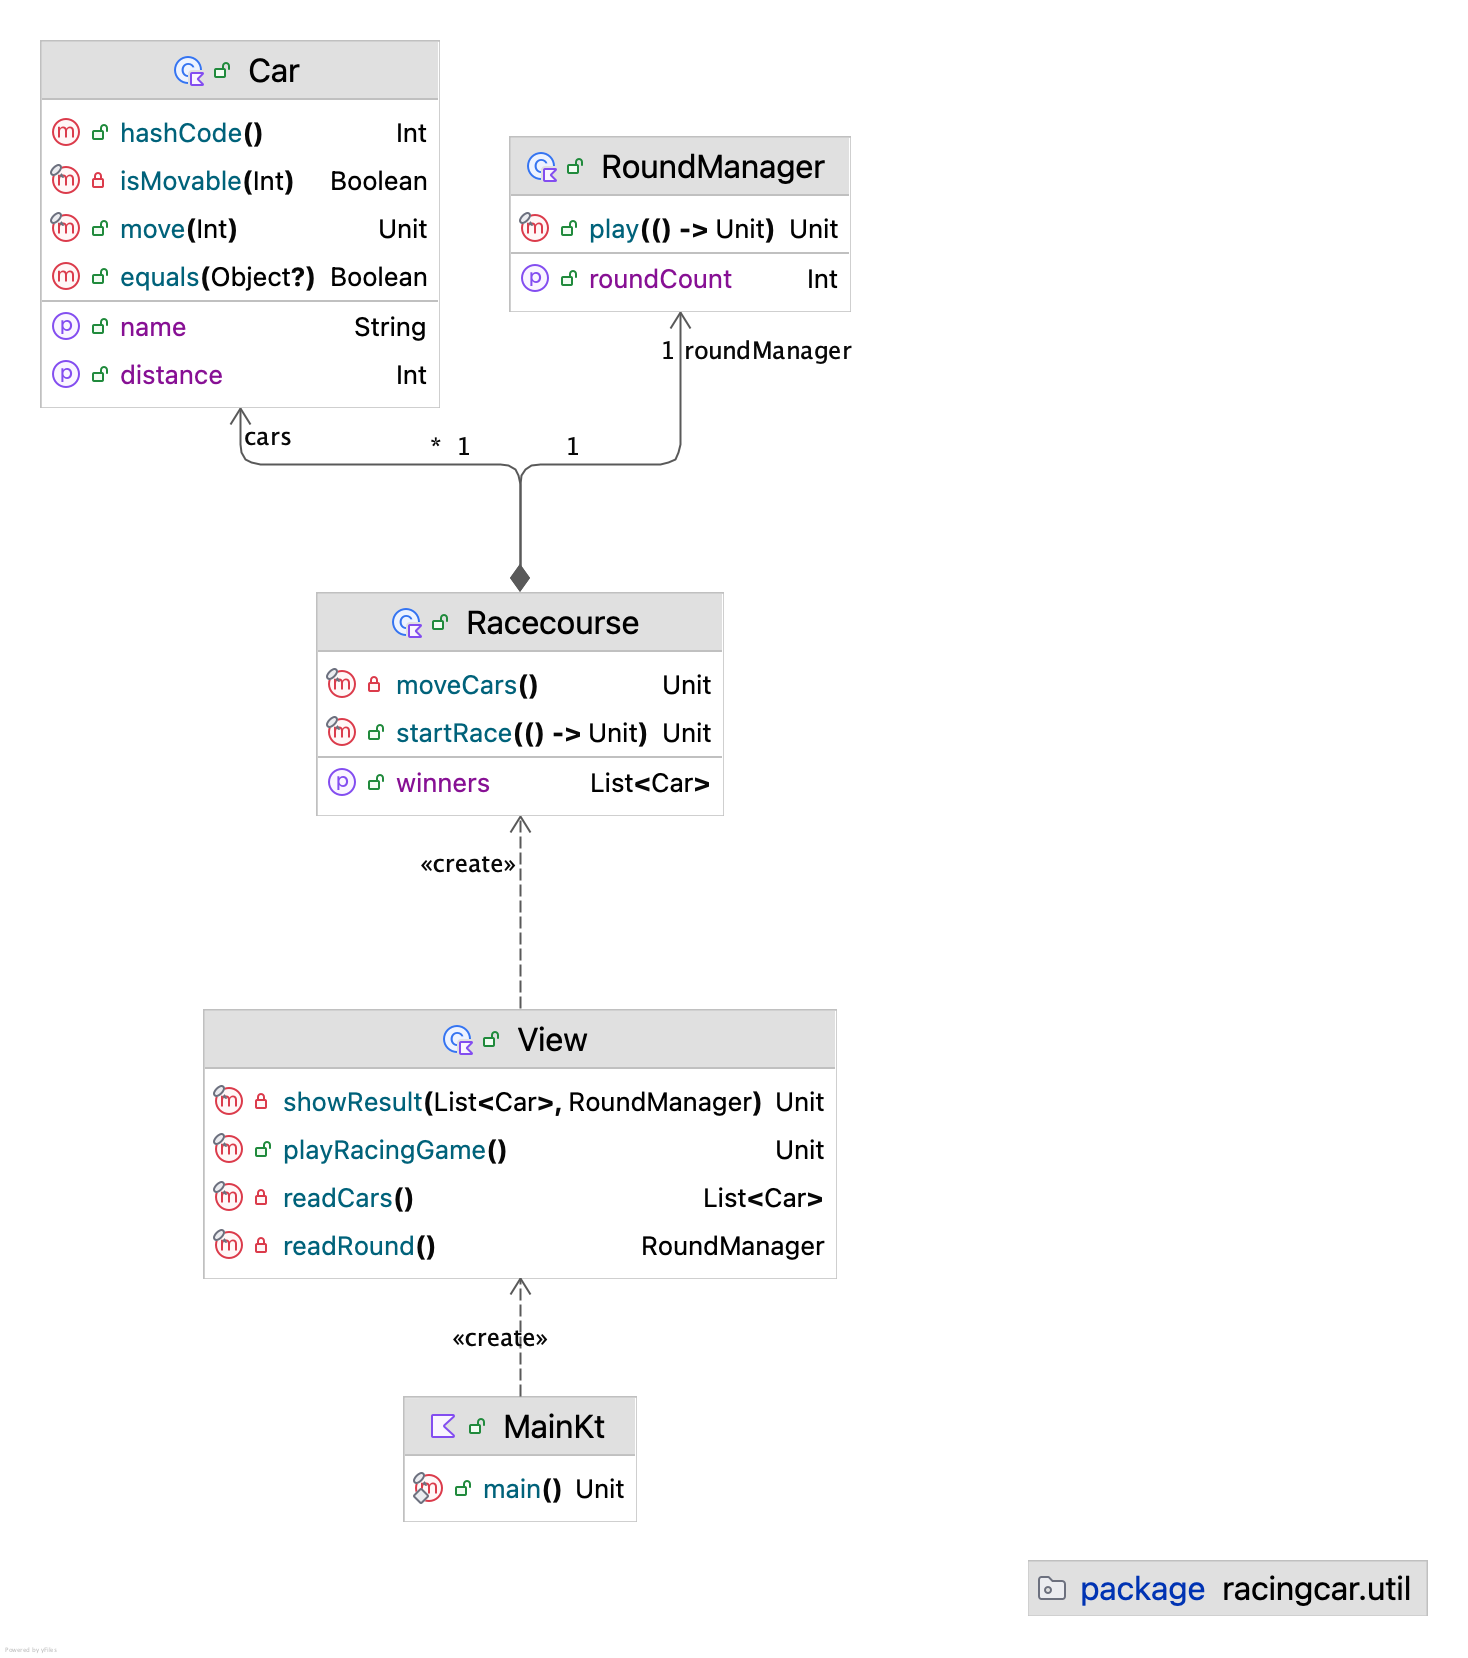 Car
hashCode() Int
isMovable(Int) Boolean
move(Int) Unit
equals(Object?) Boolean
name String
distance Int
RoundManager
play(() -> Unit) Unit
roundCount Int
1 roundManager
cars * 1 1
Racecourse
moveCars() Unit
startRace(() -> Unit) Unit
winners List<Car>
«create»
View
showResult(List<Car>, RoundManager) Unit
playRacingGame() Unit
readCars() List<Car>
readRound() RoundManager
«create»
MainKt
main() Unit
package racingcar.util
Powered by yFiles